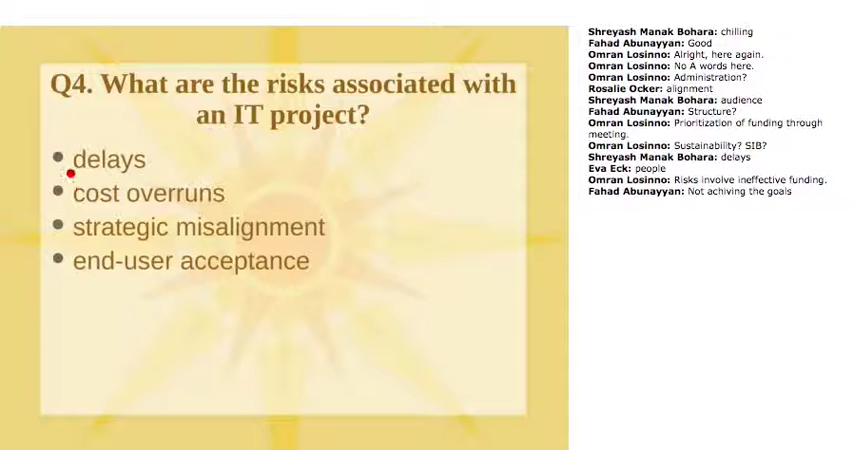 Q4. What are the risks associated with
an IT project?
• delays
• cost overruns
• strategic misalignment
• end-user acceptance
Shreyash Manak Bohara: chilling
Fahad Abunayyan: Good
Omran Losinno: Alright, here again.
Omran Losinno: No A words here.
Omran Losinno: Administration?
Rosalie Ocker: alignment
Shreyash Manak Bohara: audience
Fahad Abunayyan: Structure?
Omran Losinno: Prioritization of funding through
meeting.
Omran Losinno: Sustainability? SIB?
Shreyash Manak Bohara: delays
Eva Eck: people
Omran Losinno: Risks involve ineffective funding.
Fahad Abunayyan: Not achiving the goals